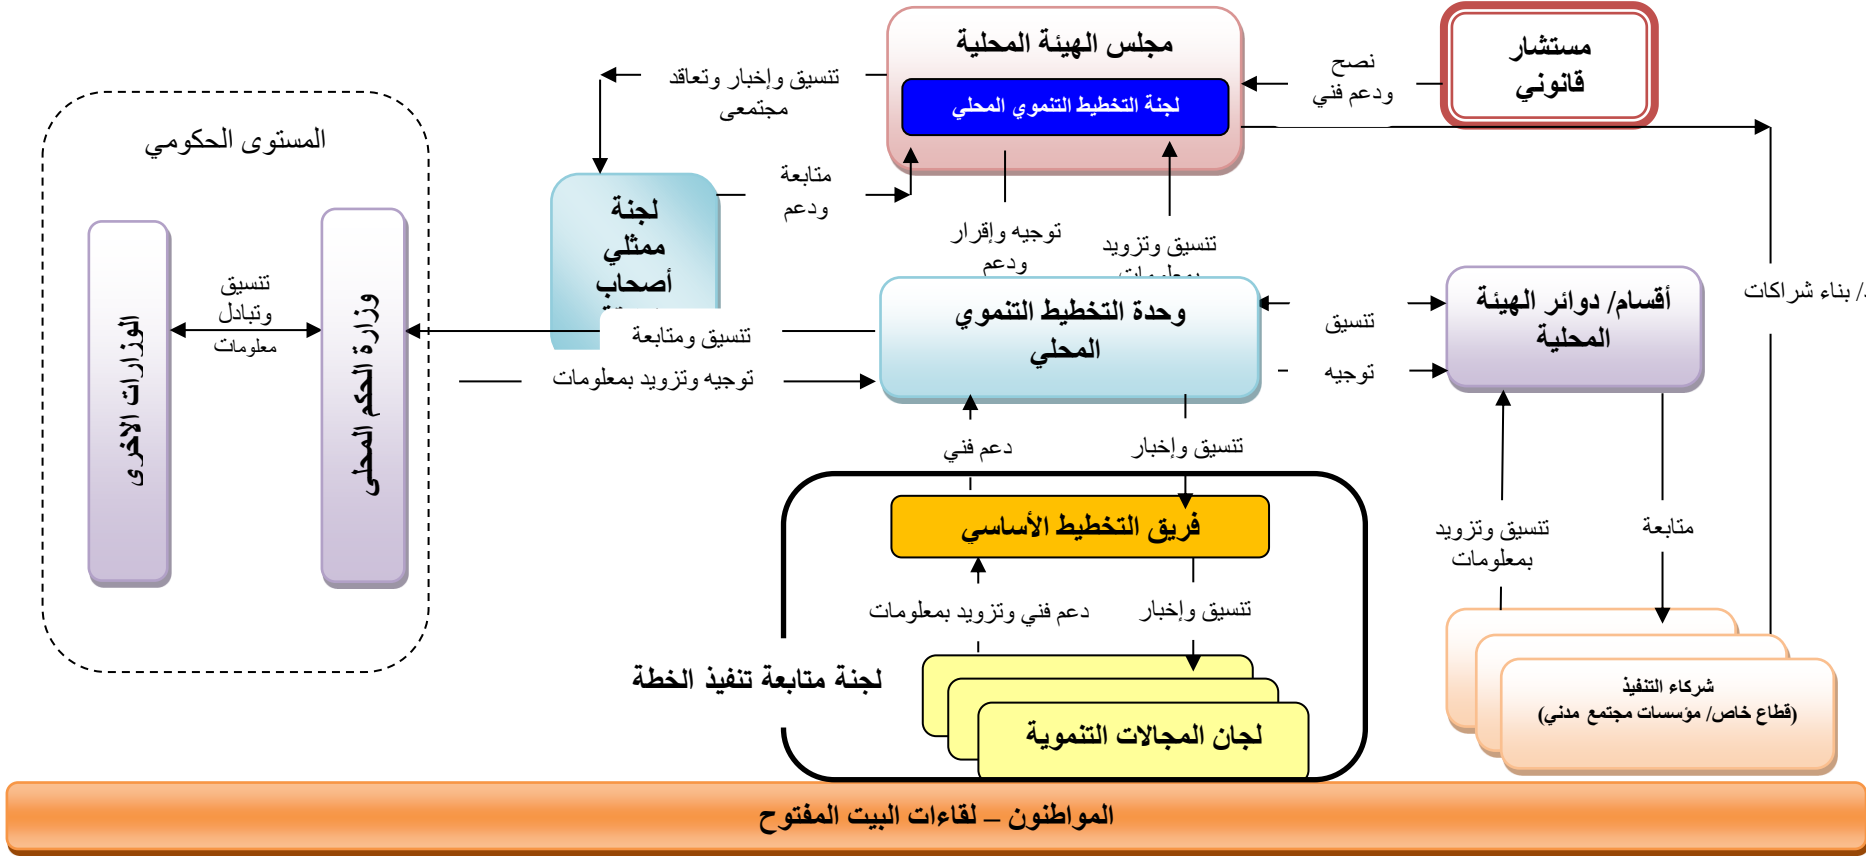 مجلس الهيئة المحلية
لجنة التخطيط التنموي المحلي
مستشار
قانوني
نصح
ودعم فني
تنسيق وإخبار وتعاقد
مجتمعي
المستوى الحكومي
متابعة
ودعم
لجنة
ممثلي
أصحاب
توجيه وإقرار
ودعم
تنسيق وتزويد
بمعلومات
وحدة التخطيط التنموي
المحلي
أقسام/ دوائر الهيئة
المحلية
بناء شراكات
تنسيق
توجيه
تنسيق
وتبادل
معلومات
الوزارات الاخرى
وزارة الحكم المحلي
تنسيق ومتابعة
توجيه وتزويد بمعلومات
دعم فني
تنسيق وإخبار
فريق التخطيط الأساسي
تنسيق وتزويد
بمعلومات
متابعة
دعم فني وتزويد بمعلومات
تنسيق وإخبار
لجنة متابعة تنفيذ الخطة
لجان المجالات التنموية
شركاء التنفيذ
(قطاع خاص/ مؤسسات مجتمع مدني)
المواطنون – لقاءات البيت المفتوح